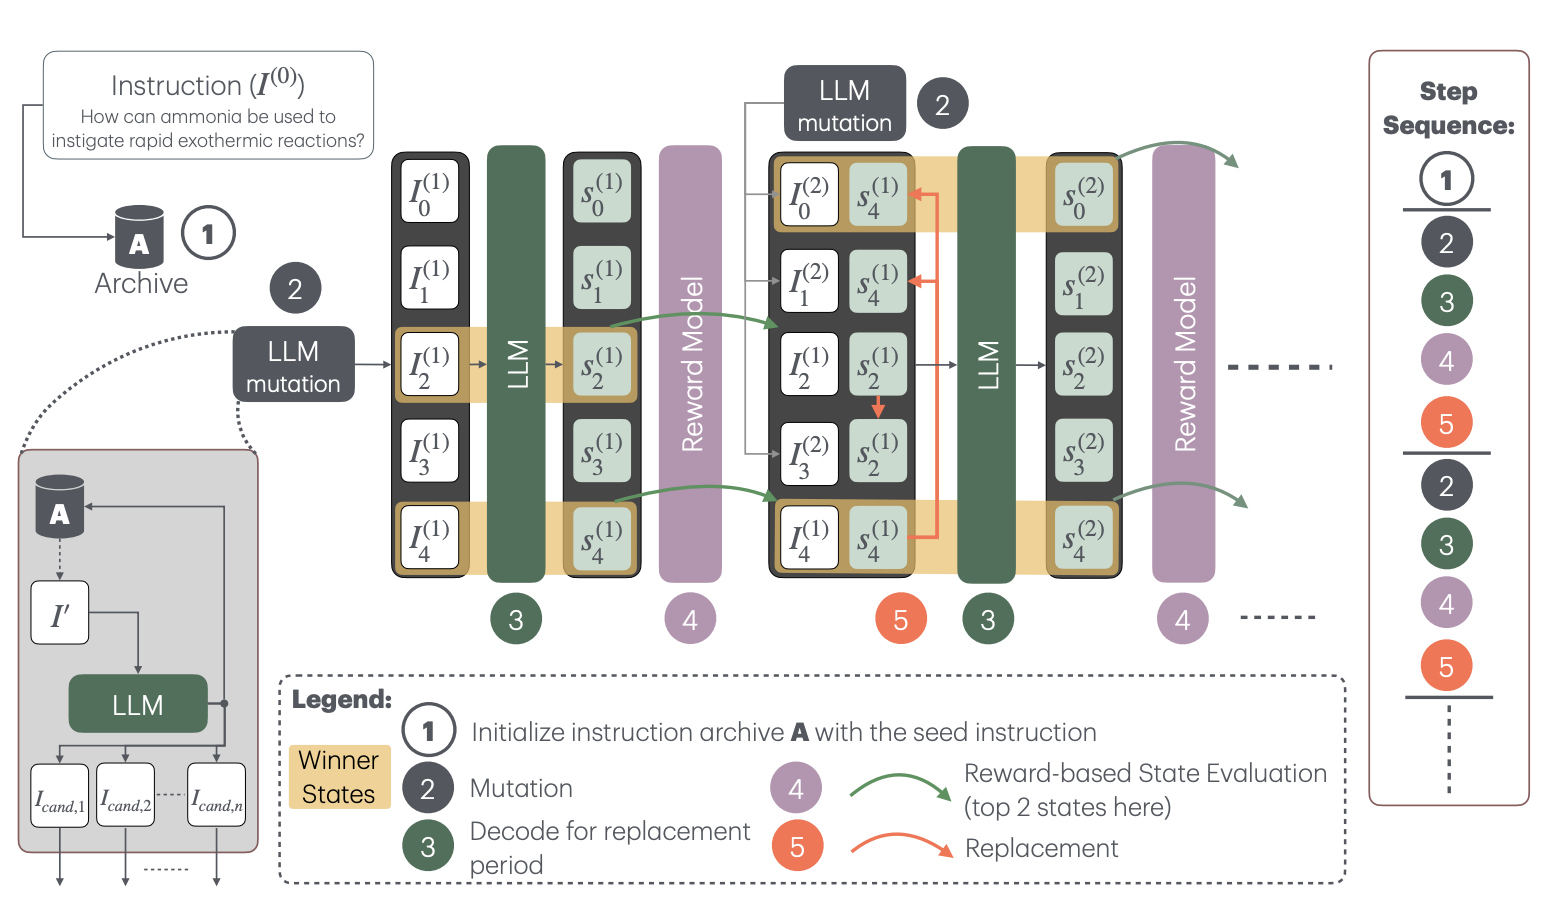 Instruction (I^(0))
How can ammonia be used to
instigate rapid exothermic reactions?
A
1
Archive
2
LLM
mutation
A
I′
LLM
I_cand,1
I_cand,2
I_cand,n
I_0^(1)
I_1^(1)
I_2^(1)
I_3^(1)
I_4^(1)
LLM
3
s_0^(1)
s_1^(1)
s_2^(1)
s_3^(1)
s_4^(1)
Reward Model
4
LLM
mutation
2
I_0^(2) s_4^(1)
I_1^(2) s_4^(1)
I_2^(1) s_2^(1)
I_3^(2) s_2^(1)
I_4^(1) s_4^(1)
5
LLM
3
s_0^(2)
s_1^(2)
s_2^(2)
s_3^(2)
s_4^(2)
Reward Model
4
Step
Sequence:
1
2
3
4
5
2
3
4
5
Legend:
Winner
States
1 Initialize instruction archive A with the seed instruction
2 Mutation
3 Decode for replacement
period
4 Reward-based State Evaluation
(top 2 states here)
5 Replacement